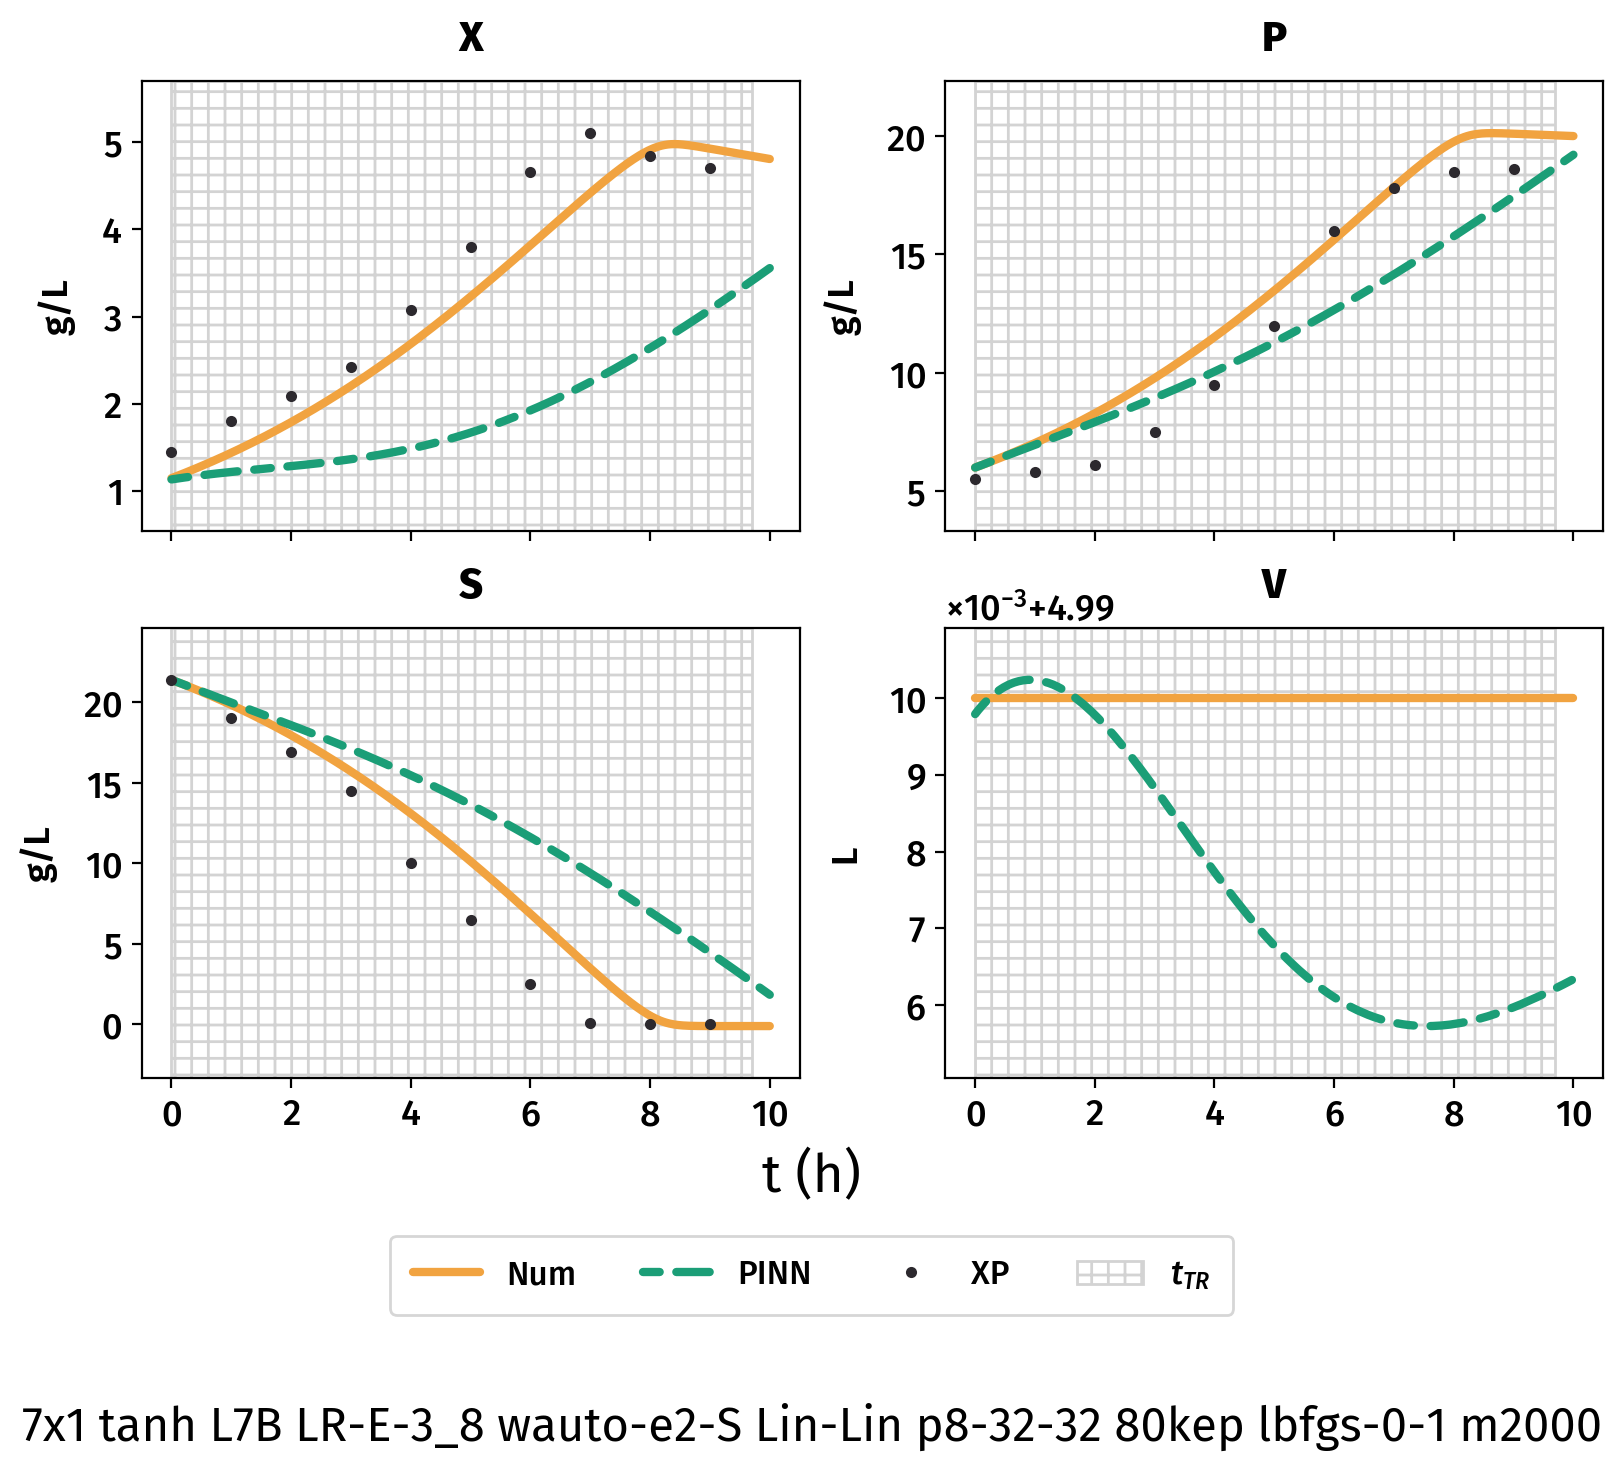 X
P
5
4
3
2
1
g/L
20
15
10
5
g/L
S
V
×10⁻³+4.99
20
15
10
5
0
g/L
10
9
8
7
6
L
0 2 4 6 8 10
0 2 4 6 8 10
t (h)
Num PINN XP t_TR
7x1 tanh L7B LR-E-3_8 wauto-e2-S Lin-Lin p8-32-32 80kep lbfgs-0-1 m2000